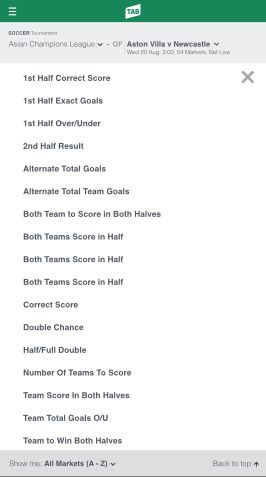 TAB
SOCCER Tournament
Asian Champions League - QF Aston Villa v Newcastle
Wed 20 Aug, 2:00, 54 Markets, Bet Live
1st Half Correct Score
1st Half Exact Goals
1st Half Over/Under
2nd Half Result
Alternate Total Goals
Alternate Total Team Goals
Both Team to Score in Both Halves
Both Teams Score in Half
Both Teams Score in Half
Both Teams Score in Half
Correct Score
Double Chance
Half/Full Double
Number Of Teams To Score
Team Score In Both Halves
Team Total Goals O/U
Team to Win Both Halves
Show me: All Markets (A - Z) Back to top